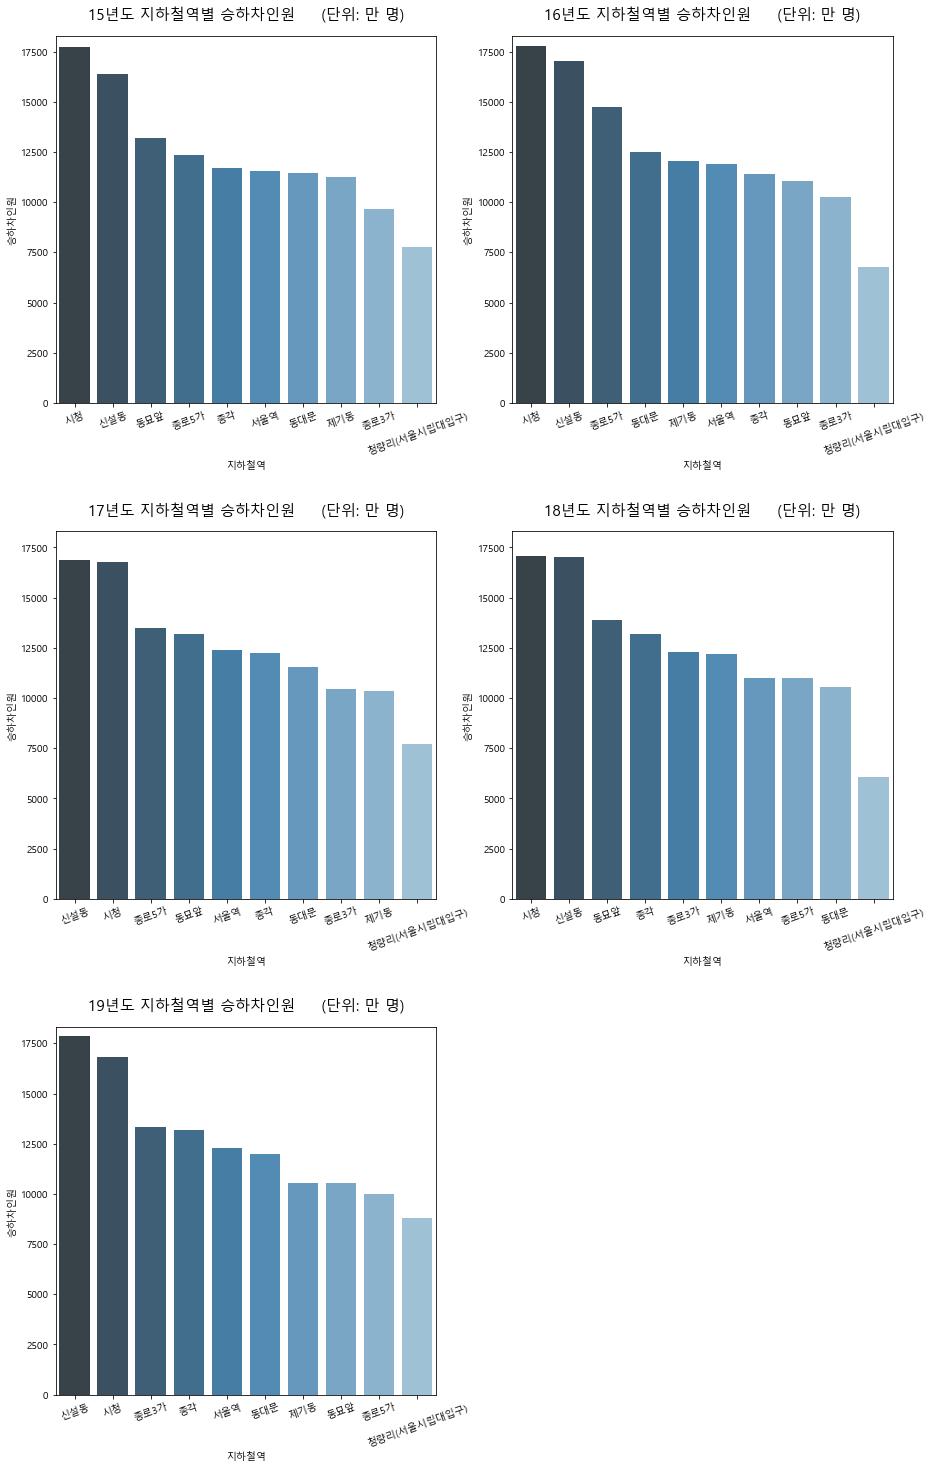 15년도 지하철역별 승하차인원 (단위: 만 명)
승하차인원
17500
15000
12500
10000
7500
5000
2500
0
시청 신설동 동묘앞 종로5가 종각 서울역 동대문 제기동 종로3가 청량리(서울시립대입구)
지하철역
16년도 지하철역별 승하차인원 (단위: 만 명)
승하차인원
17500
15000
12500
10000
7500
5000
2500
0
시청 신설동 종로5가 동대문 제기동 서울역 종각 동묘앞 종로3가 청량리(서울시립대입구)
지하철역
17년도 지하철역별 승하차인원 (단위: 만 명)
승하차인원
17500
15000
12500
10000
7500
5000
2500
0
신설동 시청 종로5가 동묘앞 서울역 종각 동대문 종로3가 제기동 청량리(서울시립대입구)
지하철역
18년도 지하철역별 승하차인원 (단위: 만 명)
승하차인원
17500
15000
12500
10000
7500
5000
2500
0
시청 신설동 동묘앞 종각 종로3가 제기동 서울역 종로5가 동대문 청량리(서울시립대입구)
지하철역
19년도 지하철역별 승하차인원 (단위: 만 명)
승하차인원
17500
15000
12500
10000
7500
5000
2500
0
신설동 시청 종로3가 종각 서울역 동대문 제기동 동묘앞 종로5가 청량리(서울시립대입구)
지하철역